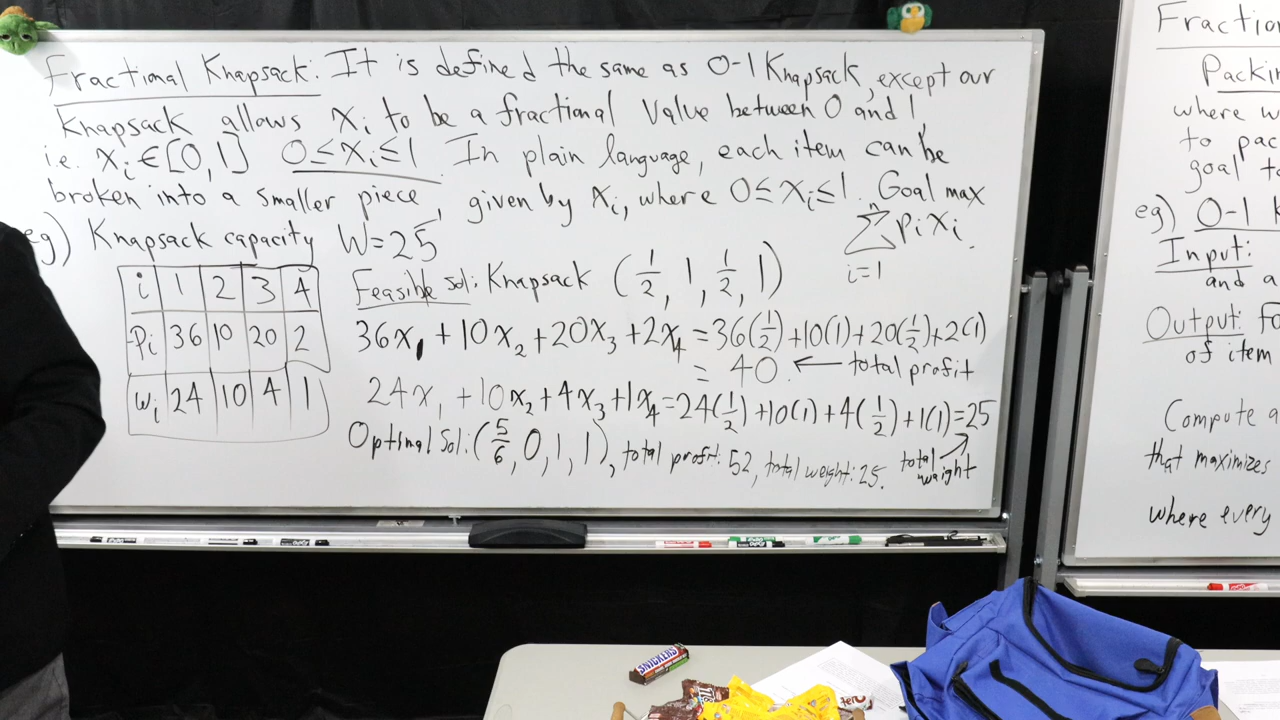 Fractional Knapsack: It is defined the same as 0-1 Knapsack, except our
Knapsack allows xi to be a fractional value between 0 and 1,
i.e. xi ∈ [0,1] 0≤xi≤1. In plain language, each item can be
broken into a smaller piece, given by xi, where 0≤xi≤1. Goal max
n
∑ pi xi.
i=1
eg) Knapsack capacity W=25
i 1 2 3 4
Pi 36 10 20 2
wi 24 10 4 1
Feasible sol: Knapsack (1/2, 1, 1/2, 1)
36x1 + 10x2 + 20x3 + 2x4 = 36(1/2) + 10(1) + 20(1/2) + 2(1)
= 40. ← total profit
24x1 + 10x2 + 4x3 + 1x4 = 24(1/2) + 10(1) + 4(1/2) + 1(1) = 25
total weight
Optimal Sol: (5/6, 0, 1, 1), total profit: 52, total weight: 25.
Fractio
Packin
where w
to pac
goal to
eg) 0-1 K
Input:
and a
Output: Fo
of item
Compute a
that maximizes
where every
SNICKERS